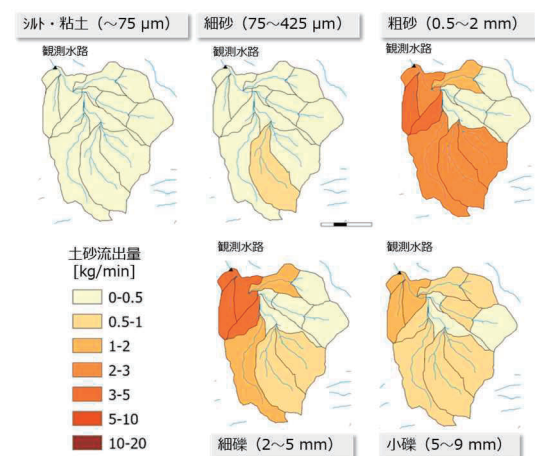 シルト・粘土（～75 μm）
細砂（75～425 μm）
粗砂（0.5～2 mm）
観測水路
観測水路
観測水路
土砂流出量
[kg/min]
0-0.5
0.5-1
1-2
2-3
3-5
5-10
10-20
観測水路
観測水路
細礫（2～5 mm）
小礫（5～9 mm）